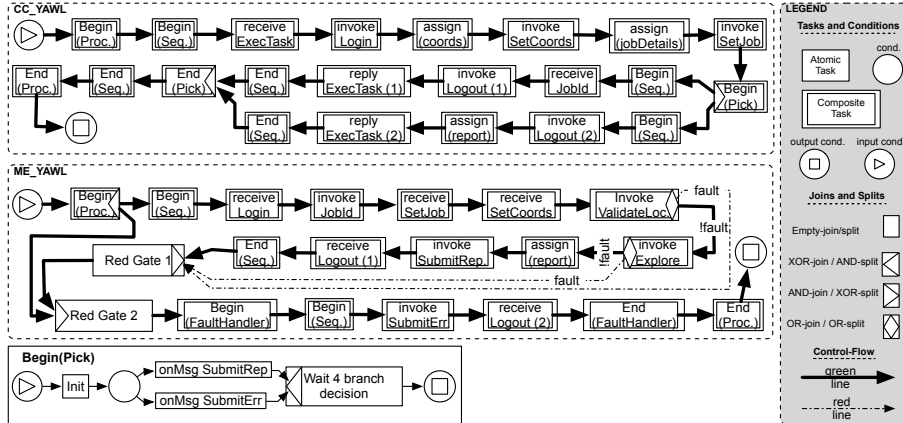 CC_YAWL
Begin
(Proc.)
Begin
(Seq.)
receive
ExecTask
invoke
Login
assign
(coords)
invoke
SetCoords
assign
(jobDetails)
invoke
SetJob
End
(Proc.)
End
(Seq.)
End
(Pick)
End
(Seq.)
reply
ExecTask (1)
invoke
Logout (1)
receive
JobId
Begin
(Seq.)
Begin
(Pick)
End
(Seq.)
reply
ExecTask (2)
assign
(report)
invoke
Logout (2)
Begin
(Seq.)
ME_YAWL
Begin
(Proc.)
Begin
(Seq.)
receive
Login
invoke
JobId
receive
SetJob
receive
SetCoords
Invoke
ValidateLoc.
fault
!fault
Red Gate 1
End
(Seq.)
receive
Logout (1)
invoke
SubmitRep.
assign
(report)
!fault
invoke
Explore
fault
Red Gate 2
Begin
(FaultHandler)
Begin
(Seq.)
invoke
SubmitErr
receive
Logout (2)
End
(FaultHandler)
End
(Proc.)
Begin(Pick)
Init
onMsg SubmitRep
onMsg SubmitErr
Wait 4 branch
decision
LEGEND
Tasks and Conditions
Atomic
Task
cond.
Composite
Task
output cond.
input cond
Joins and Splits
Empty-join/split
XOR-join / AND-split
AND-join / XOR-split
OR-join / OR-split
Control-Flow
green
line
red
line